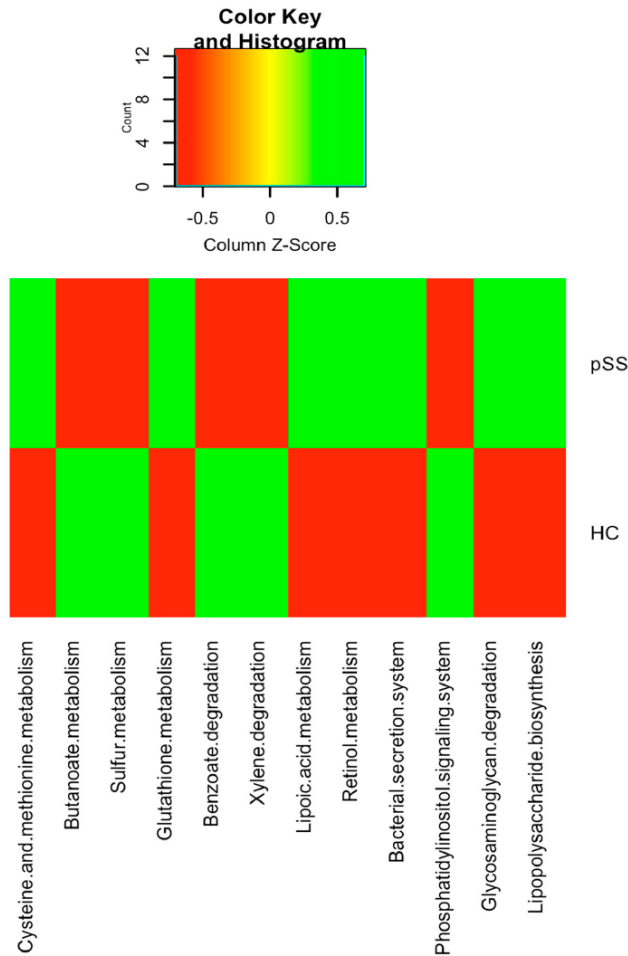 Color Key
and Histogram
Count
0
4
8
12
-0.5
0
0.5
Column Z-Score
pSS
HC
Cysteine.and.methionine.metabolism
Butanoate.metabolism
Sulfur.metabolism
Glutathione.metabolism
Benzoate.degradation
Xylene.degradation
Lipoic.acid.metabolism
Retinol.metabolism
Bacterial.secretion.system
Phosphatidylinositol.signaling.system
Glycosaminoglycan.degradation
Lipopolysaccharide.biosynthesis